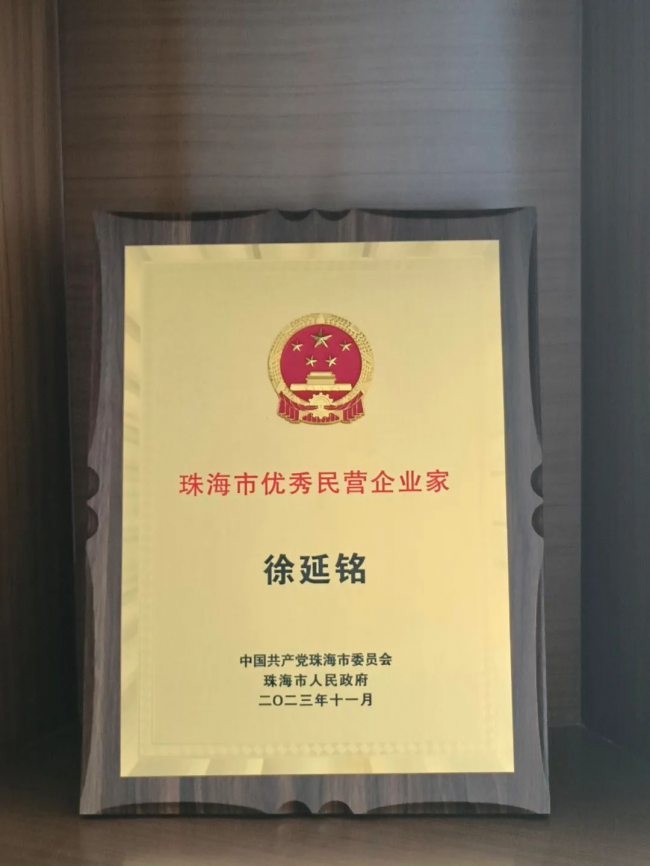 珠海市优秀民营企业家
徐延铭
中国共产党珠海市委员会
珠海市人民政府
二〇二三年十一月